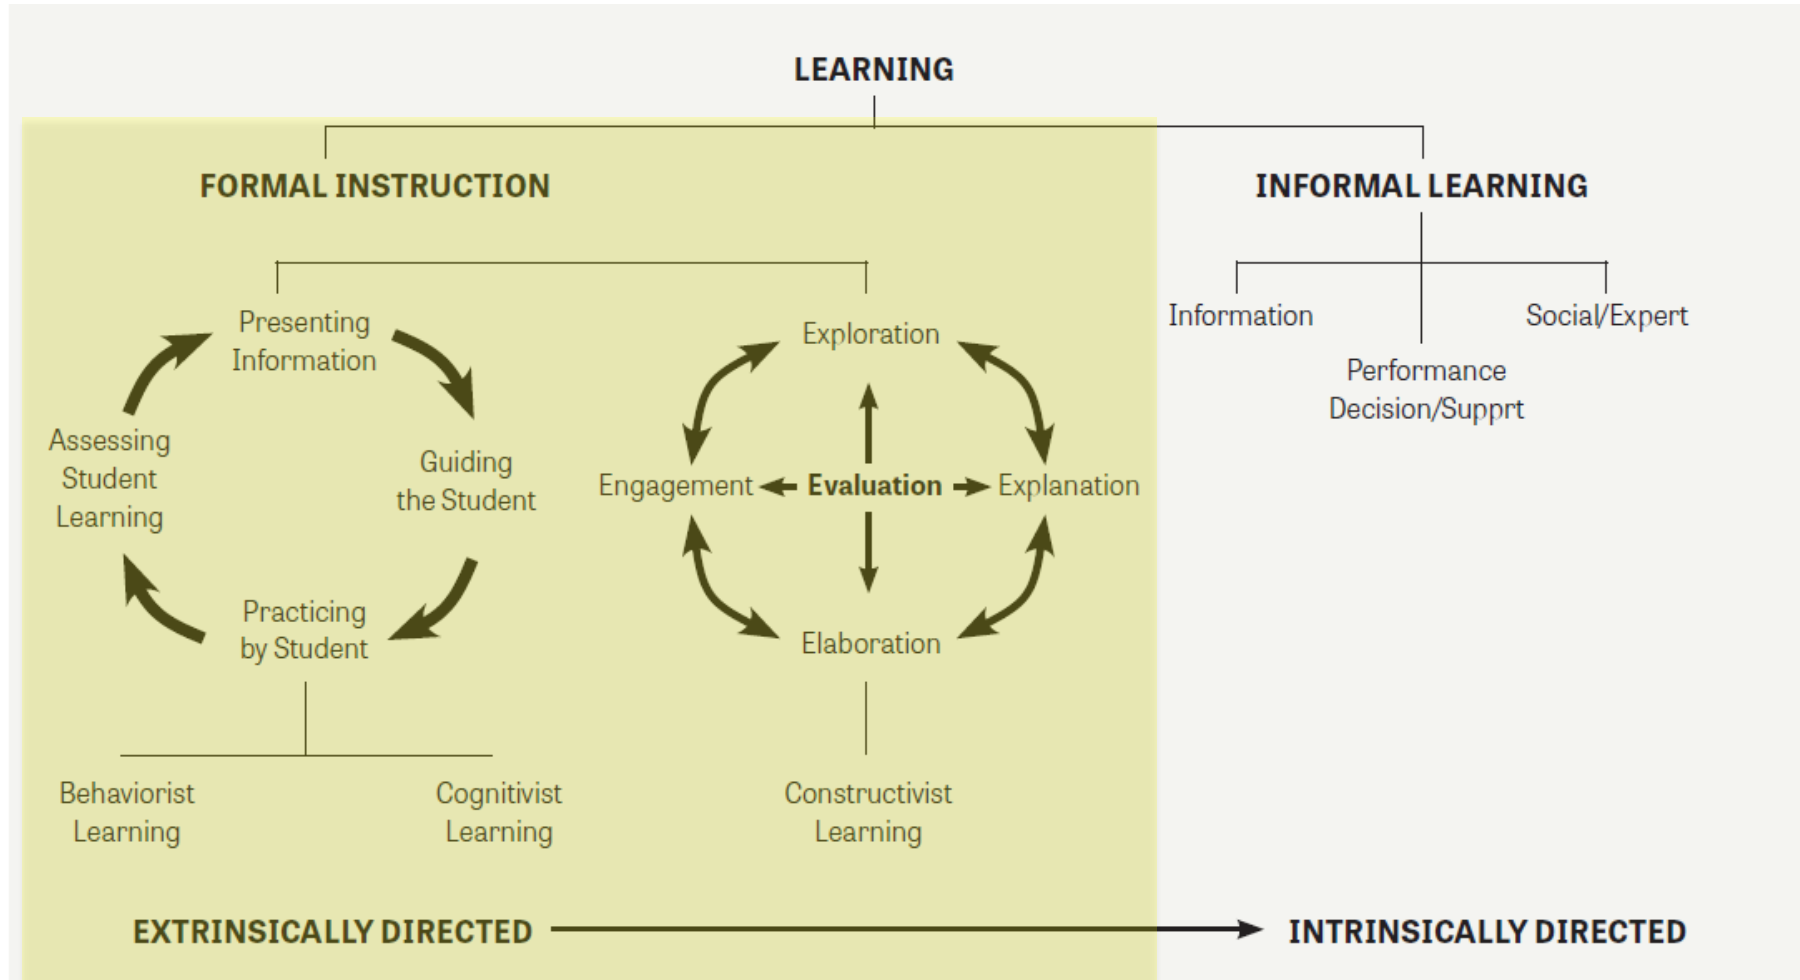 LEARNING
FORMAL INSTRUCTION
INFORMAL LEARNING
Presenting
Information
Guiding
the Student
Practicing
by Student
Assessing
Student
Learning
Exploration
Engagement
Evaluation
Explanation
Elaboration
Information
Performance
Decision/Supprt
Social/Expert
Behaviorist
Learning
Cognitivist
Learning
Constructivist
Learning
EXTRINSICALLY DIRECTED
INTRINSICALLY DIRECTED